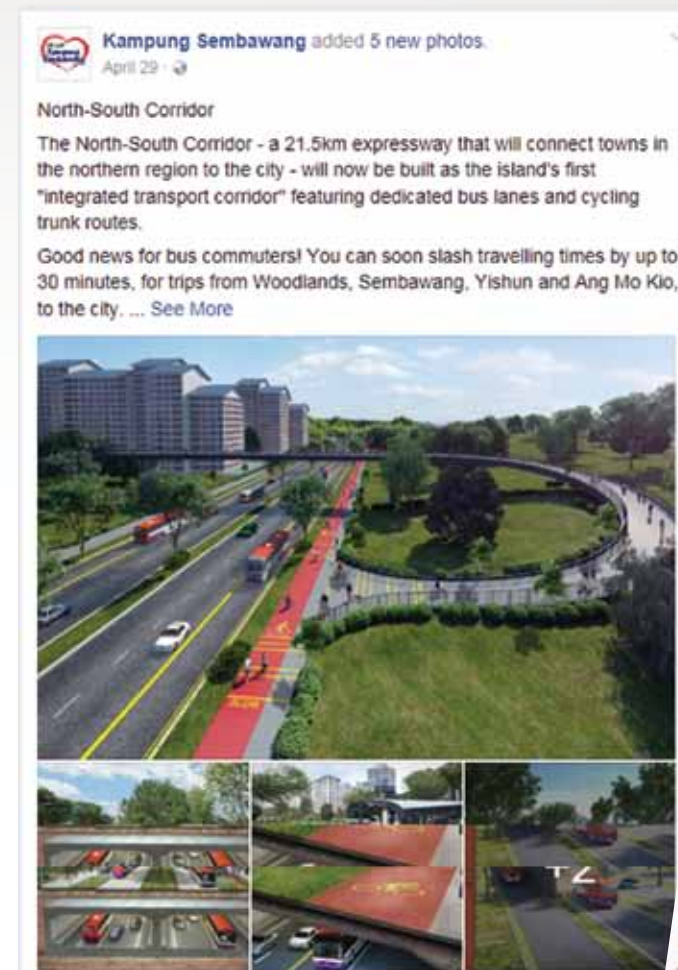 Kampung Sembawang added 5 new photos.
April 29
North-South Corridor
The North-South Corridor - a 21.5km expressway that will connect towns in
the northern region to the city - will now be built as the island's first
"integrated transport corridor" featuring dedicated bus lanes and cycling
trunk routes.
Good news for bus commuters! You can soon slash travelling times by up to
30 minutes, for trips from Woodlands, Sembawang, Yishun and Ang Mo Kio,
to the city. ... See More